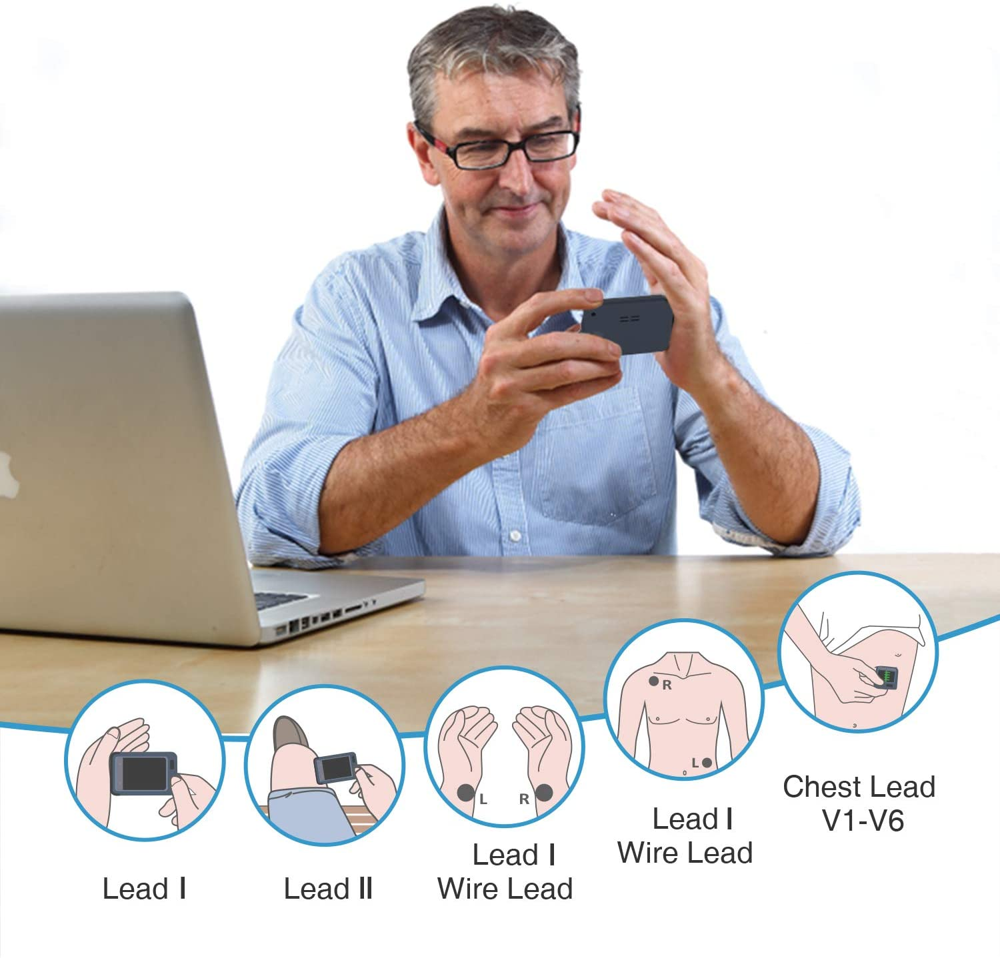 Lead I
Lead II
L
R
Lead I
Wire Lead
R
L
Lead I
Wire Lead
Chest Lead
V1-V6